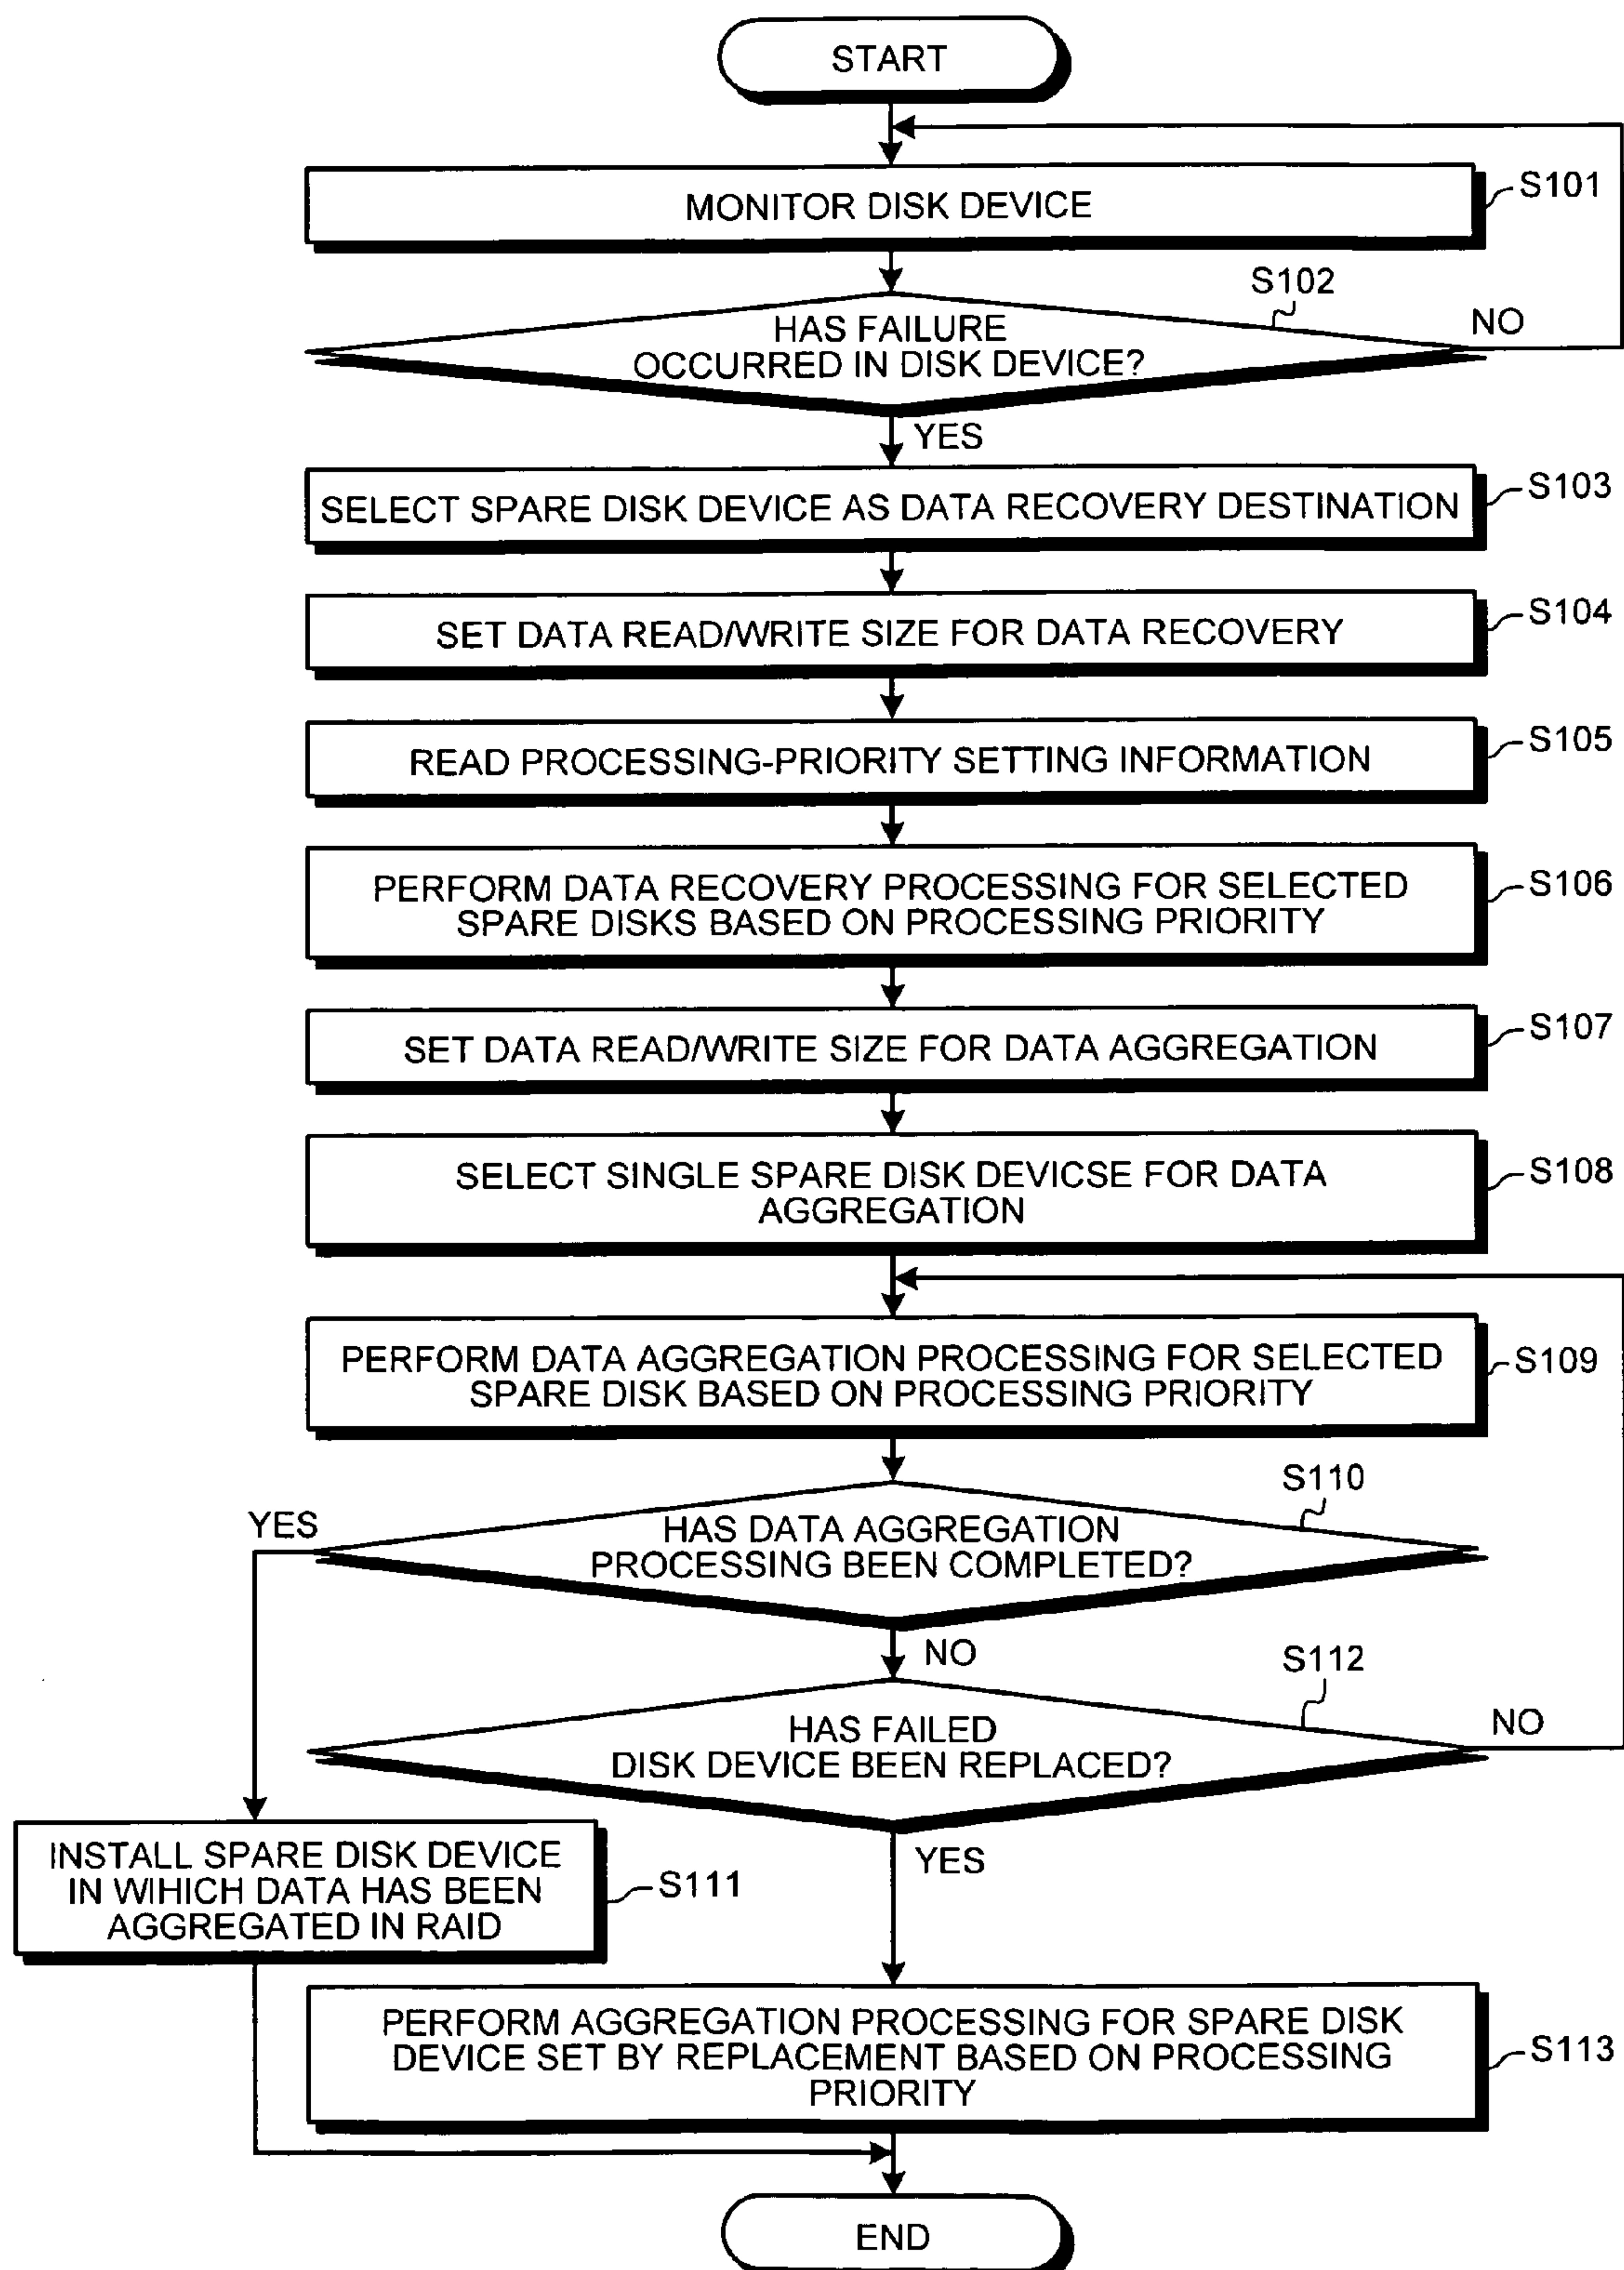 START
MONITOR DISK DEVICE
S101
S102
HAS FAILURE
OCCURRED IN DISK DEVICE?
NO
YES
SELECT SPARE DISK DEVICE AS DATA RECOVERY DESTINATION
S103
SET DATA READ/WRITE SIZE FOR DATA RECOVERY
S104
READ PROCESSING-PRIORITY SETTING INFORMATION
S105
PERFORM DATA RECOVERY PROCESSING FOR SELECTED
SPARE DISKS BASED ON PROCESSING PRIORITY
S106
SET DATA READ/WRITE SIZE FOR DATA AGGREGATION
S107
SELECT SINGLE SPARE DISK DEVICSE FOR DATA
AGGREGATION
S108
PERFORM DATA AGGREGATION PROCESSING FOR SELECTED
SPARE DISK BASED ON PROCESSING PRIORITY
S109
S110
YES
HAS DATA AGGREGATION
PROCESSING BEEN COMPLETED?
NO
S112
HAS FAILED
DISK DEVICE BEEN REPLACED?
NO
YES
INSTALL SPARE DISK DEVICE
IN WIHICH DATA HAS BEEN
AGGREGATED IN RAID
S111
PERFORM AGGREGATION PROCESSING FOR SPARE DISK
DEVICE SET BY REPLACEMENT BASED ON PROCESSING
PRIORITY
S113
END